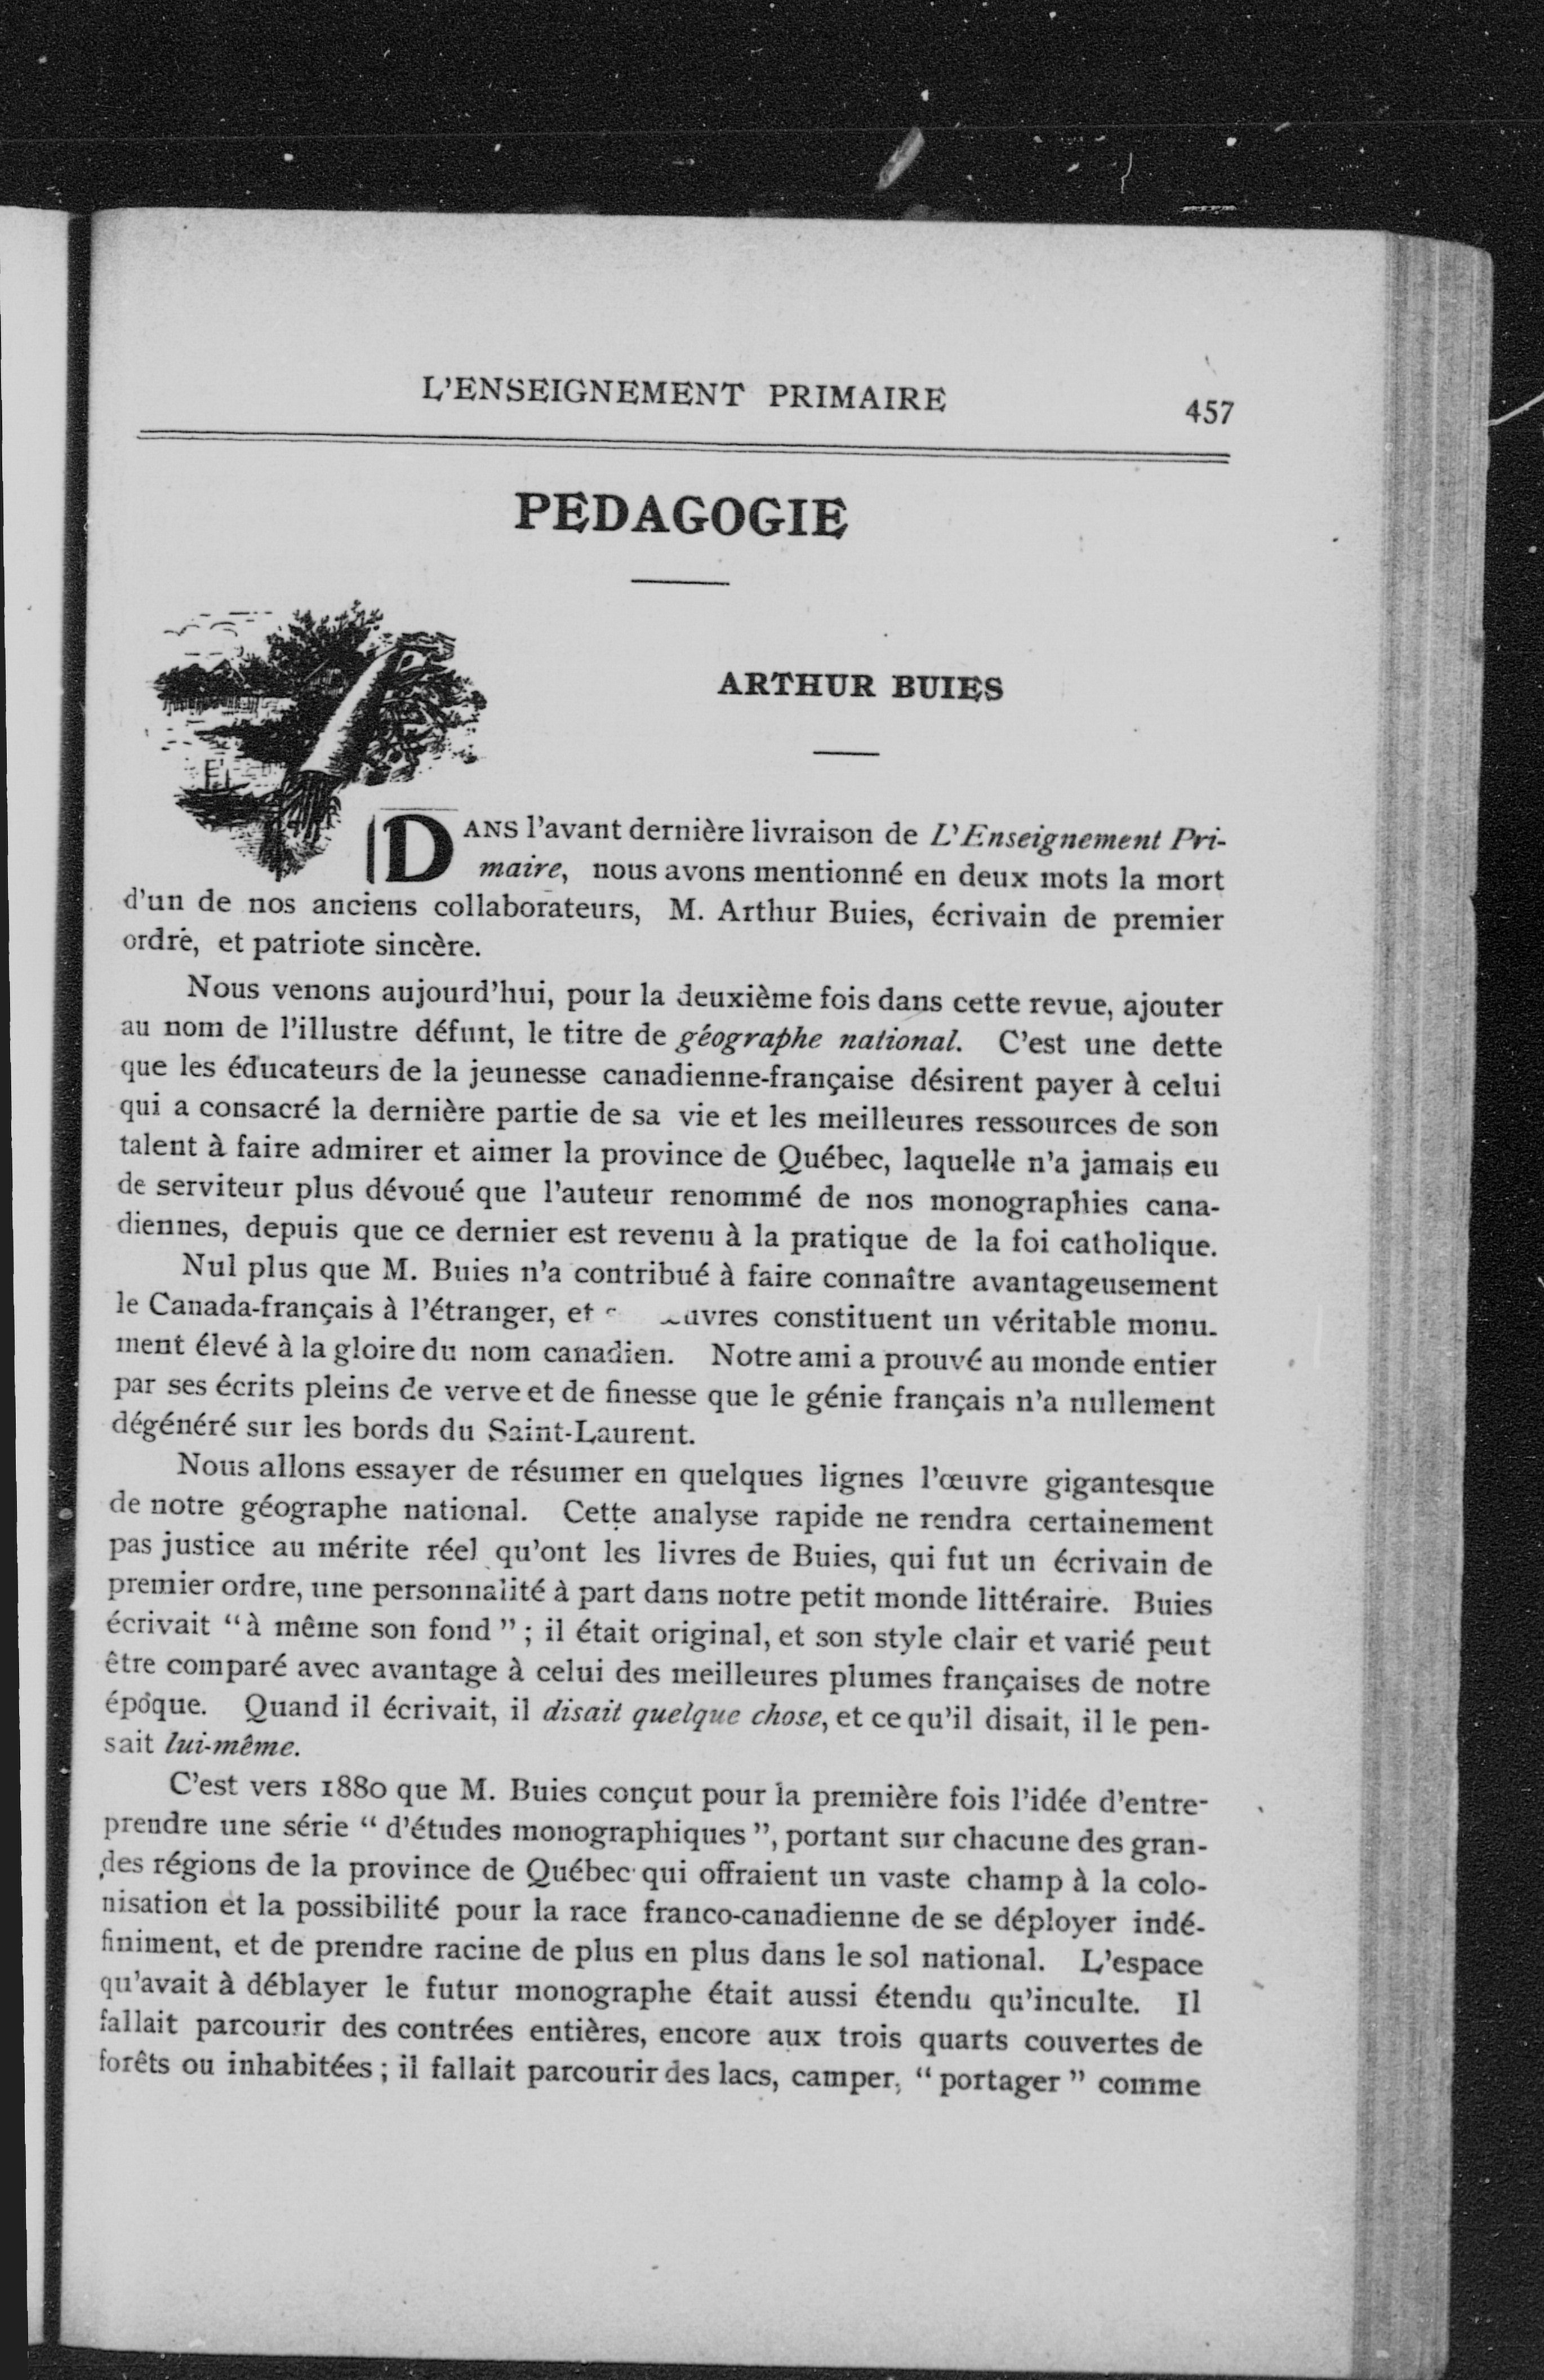 L'ENSEIGNEMENT PRIMAIRE 457
PEDAGOGIE
ARTHUR BUIES
DANS l'avant dernière livraison de L'Enseignement Pri-
maire, nous avons mentionné en deux mots la mort
d'un de nos anciens collaborateurs, M. Arthur Buies, écrivain de premier
ordre, et patriote sincère.
Nous venons aujourd'hui, pour la deuxième fois dans cette revue, ajouter
au nom de l'illustre défunt, le titre de géographe national. C'est une dette
que les éducateurs de la jeunesse canadienne-française désirent payer à celui
qui a consacré la dernière partie de sa vie et les meilleures ressources de son
talent à faire admirer et aimer la province de Québec, laquelle n'a jamais eu
de serviteur plus dévoué que l'auteur renommé de nos monographies cana-
diennes, depuis que ce dernier est revenu à la pratique de la foi catholique.
Nul plus que M. Buies n'a contribué à faire connaître avantageusement
le Canada-français à l'étranger, et constituent un véritable monu-
ment élevé à la gloire du nom canadien. Notre ami a prouvé au monde entier
par ses écrits pleins de verve et de finesse que le génie français n'a nullement
dégénéré sur les bords du Saint-Laurent.
Nous allons essayer de résumer en quelques lignes l'œuvre gigantesque
de notre géographe national. Cette analyse rapide ne rendra certainement
pas justice au mérite réel qu'ont les livres de Buies, qui fut un écrivain de
premier ordre, une personnalité à part dans notre petit monde littéraire. Buies
écrivait "à même son fond" ; il était original, et son style clair et varié peut
être comparé avec avantage à celui des meilleures plumes françaises de notre
époque. Quand il écrivait, il disait quelque chose, et ce qu'il disait, il le pen-
sait lui-même.
C'est vers 1880 que M. Buies conçut pour la première fois l'idée d'entre-
prendre une série " d'études monographiques ", portant sur chacune des gran-
des régions de la province de Québec qui offraient un vaste champ à la colo-
nisation et la possibilité pour la race franco-canadienne de se déployer indé-
finiment, et de prendre racine de plus en plus dans le sol national. L'espace
qu'avait à déblayer le futur monographe était aussi étendu qu'inculte. Il
fallait parcourir des contrées entières, encore aux trois quarts couvertes de
forêts ou inhabitées ; il fallait parcourir des lacs, camper, " portager " comme